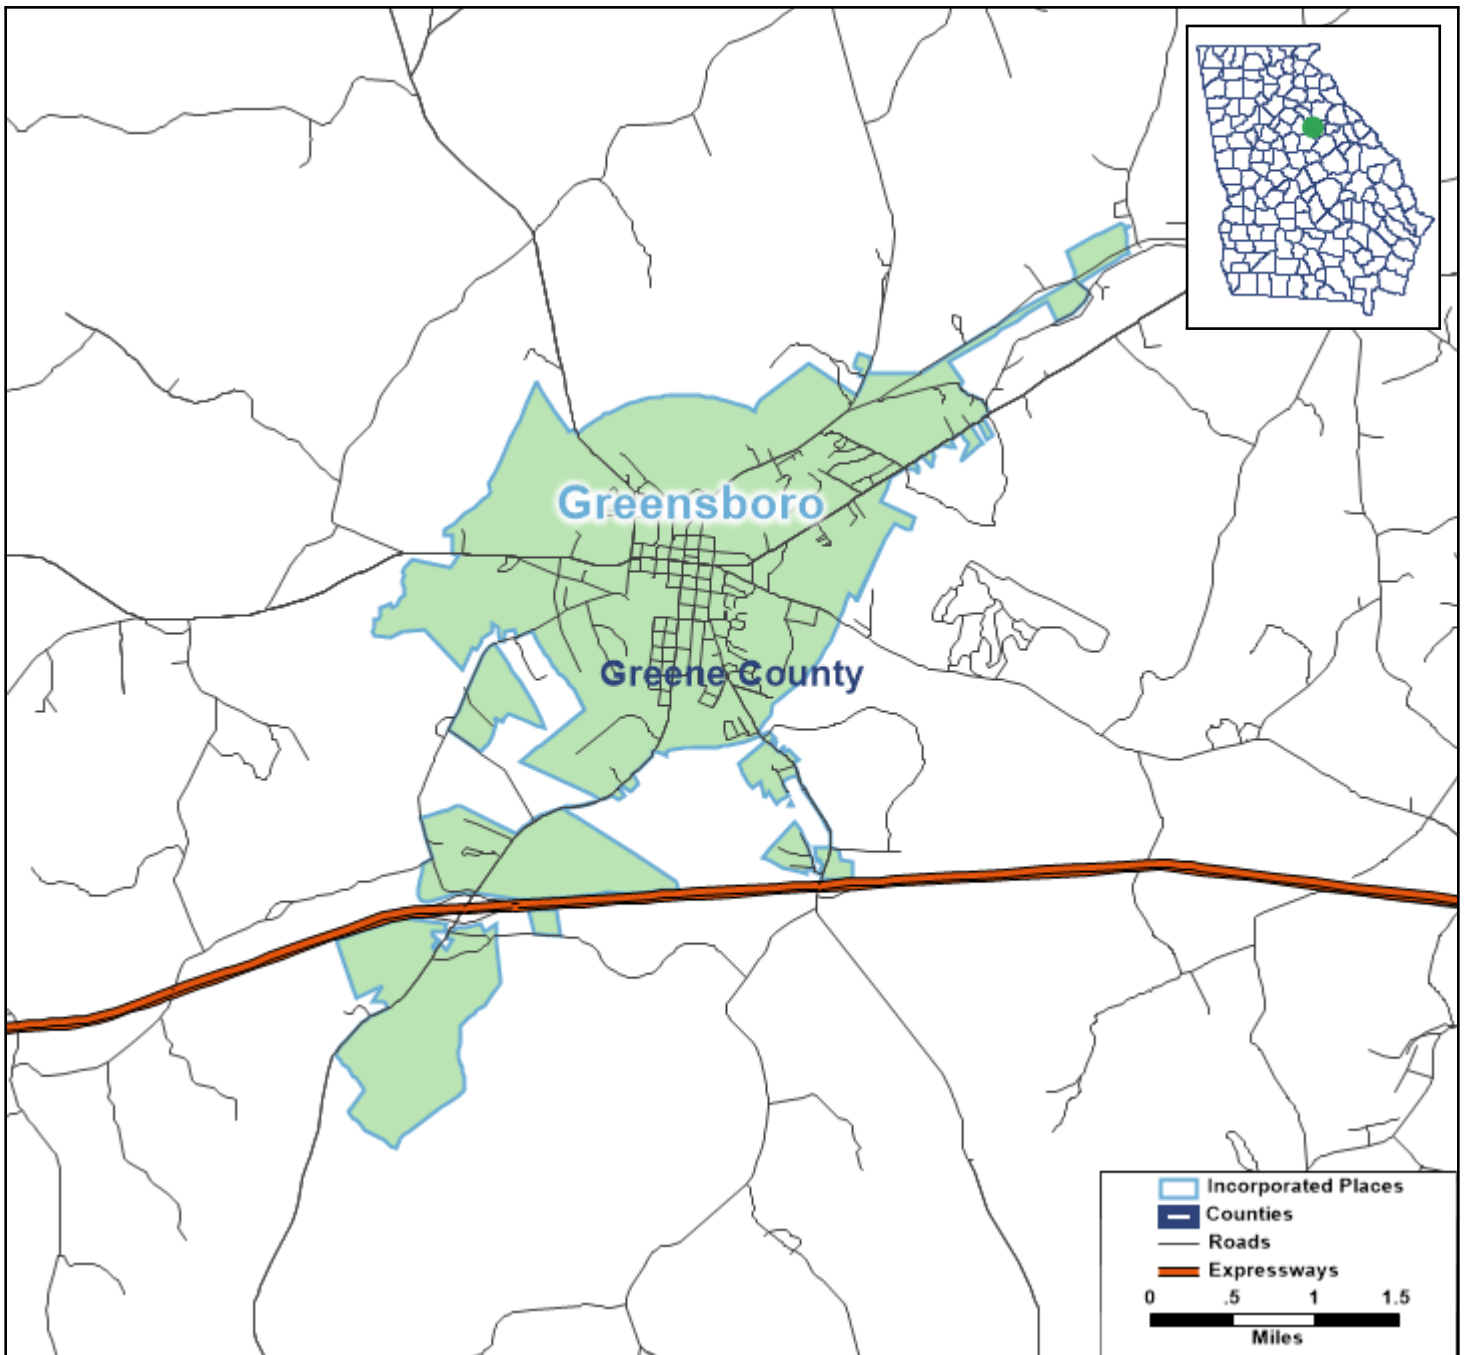 Greensboro
Greene County
Incorporated Places
Counties
Roads
Expressways
0 .5 1 1.5
Miles